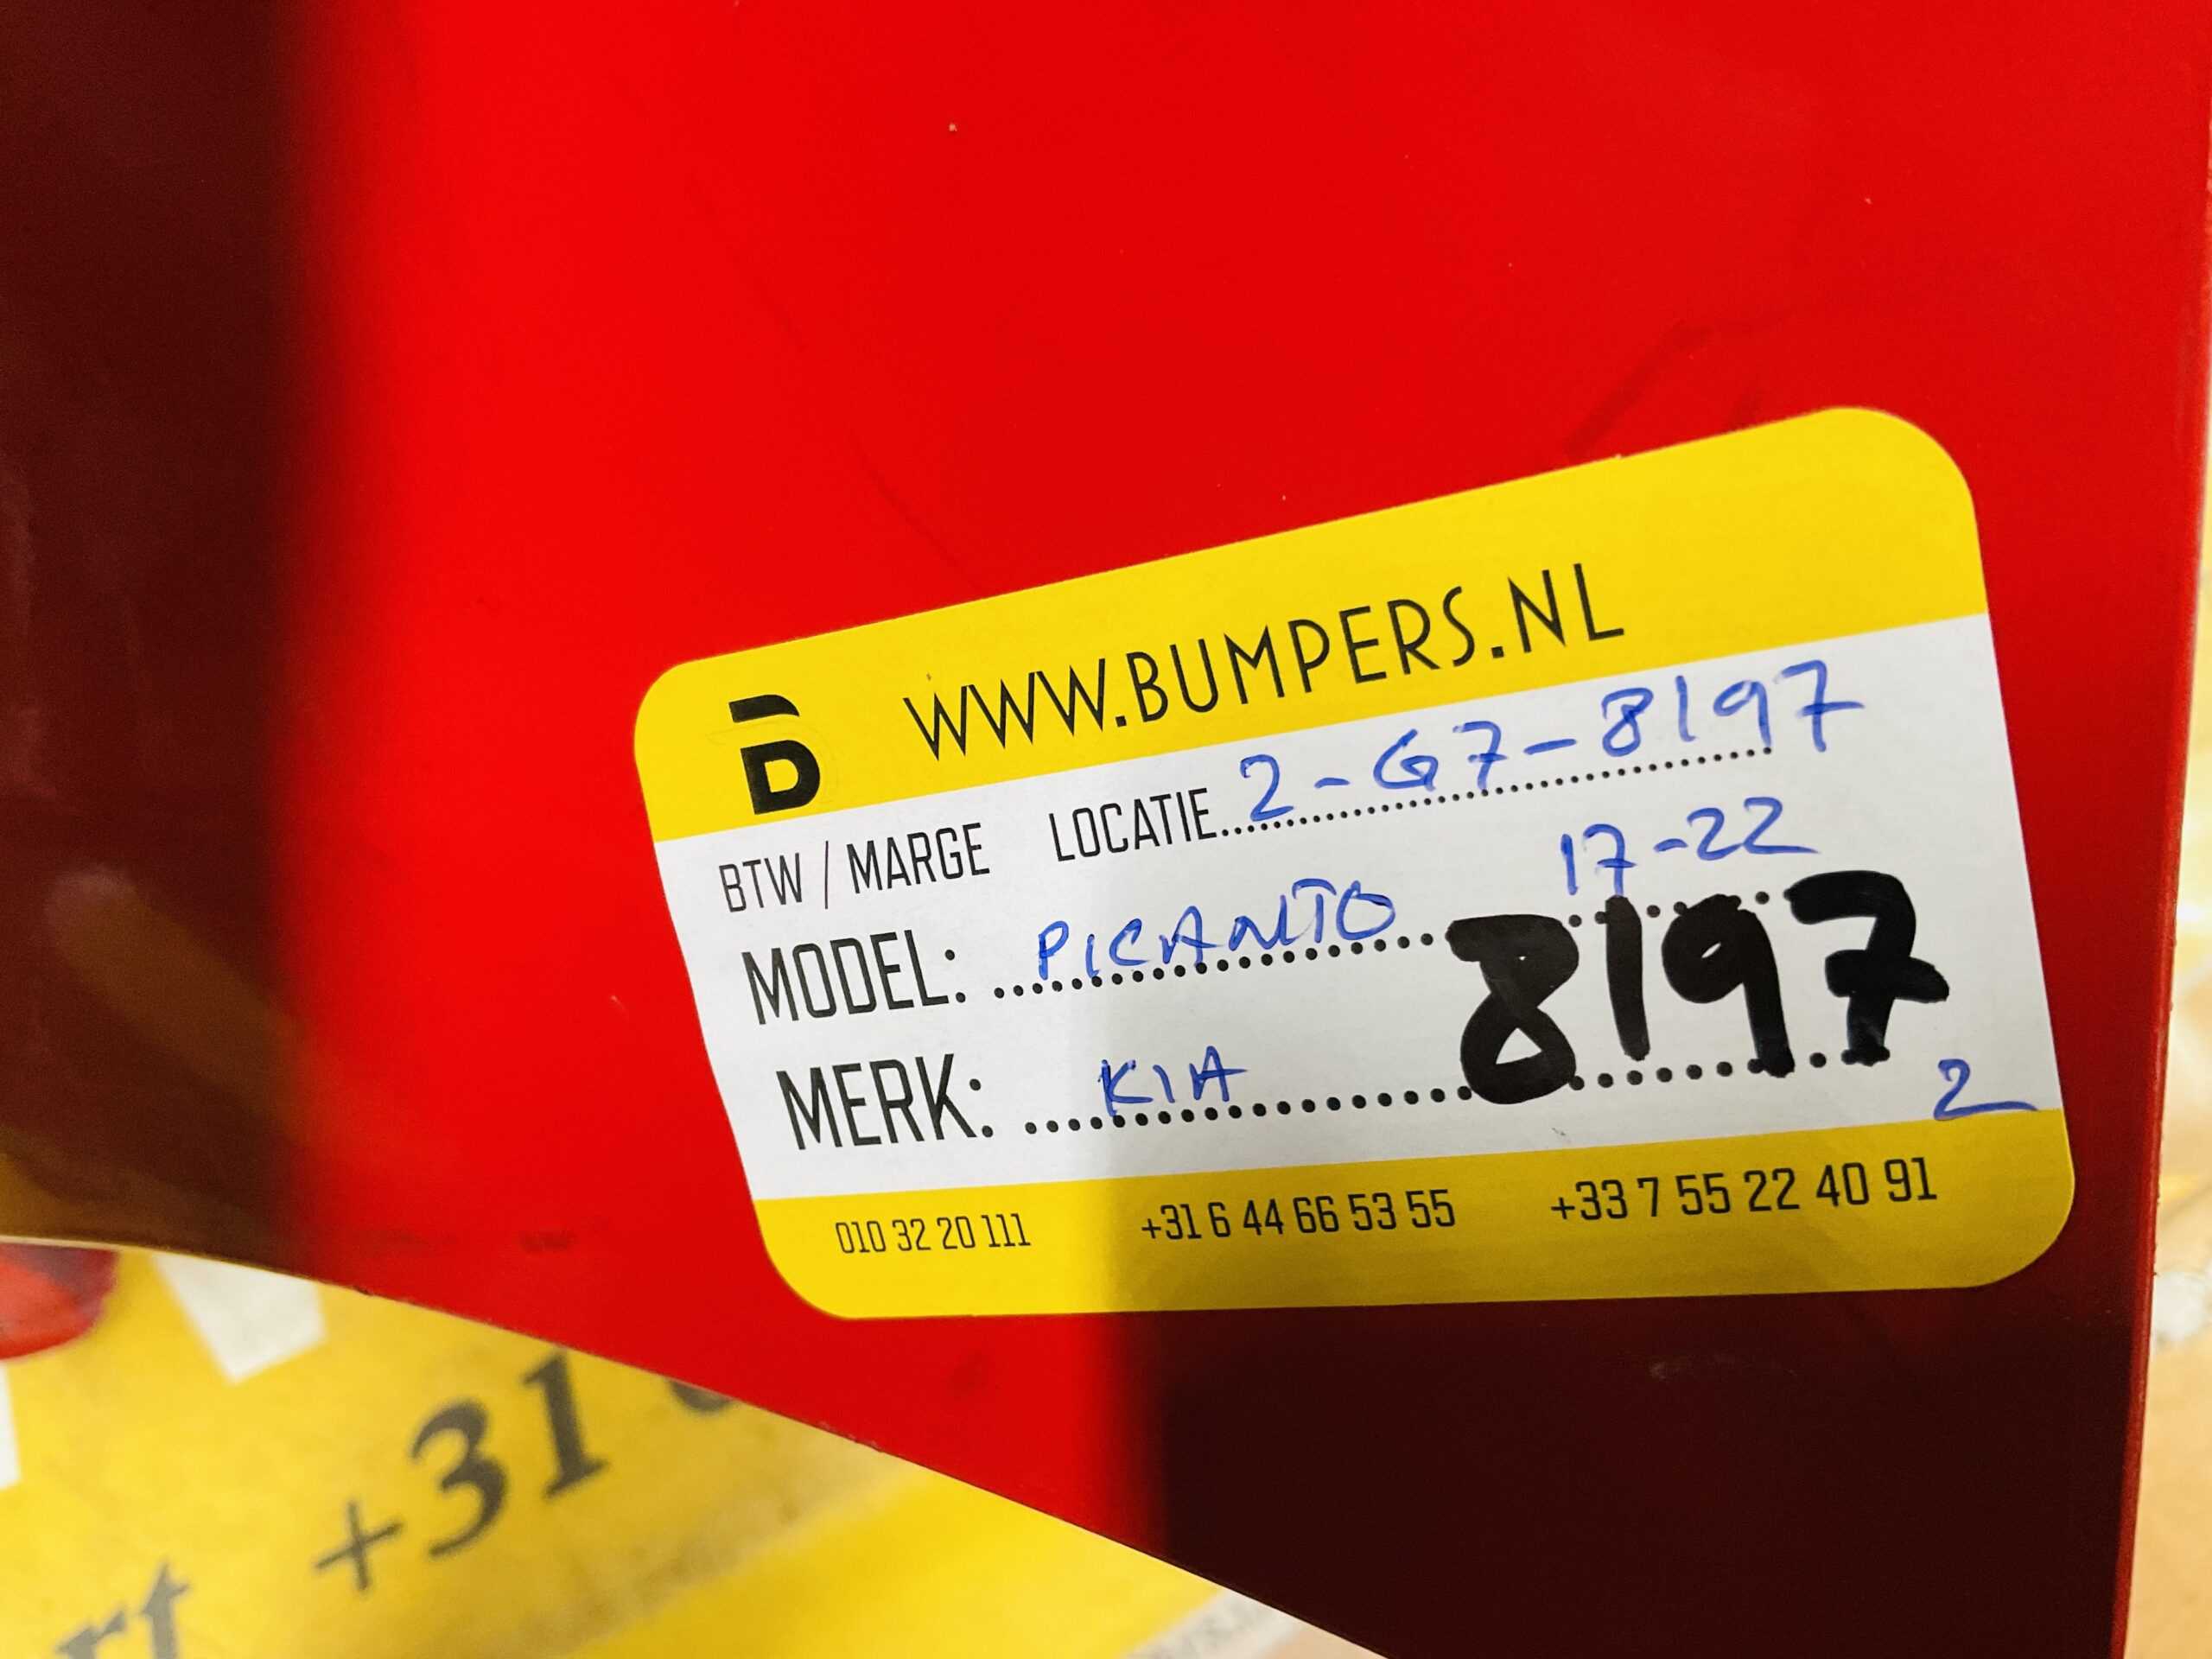 WWW.BUMPERS.NL
BTW / MARGE LOCATIE 2-G7-8197
17-22
MODEL: PICANTO
8197
MERK: KIA
2
010 32 20 111 +31 6 44 66 53 55 +33 7 55 22 40 91
+31
rt